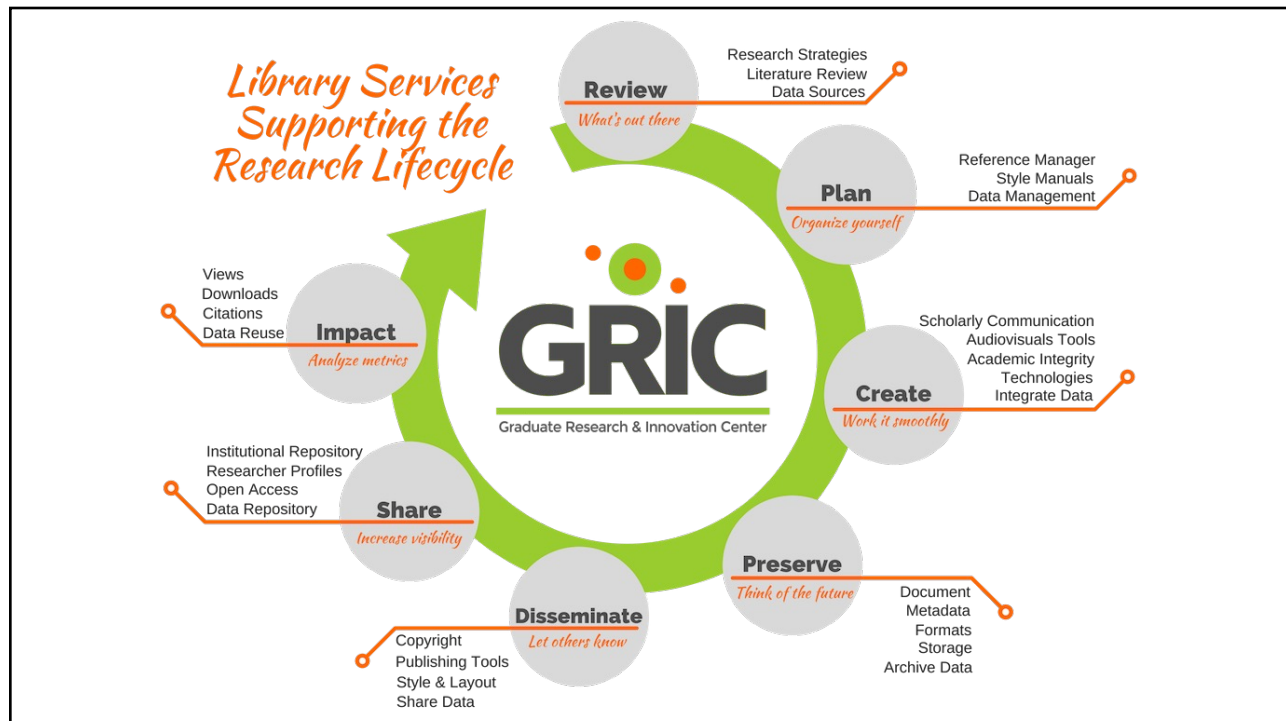 Library Services
Supporting the
Research Lifecycle
Review
What's out there
Research Strategies
Literature Review
Data Sources
Plan
Organize yourself
Reference Manager
Style Manuals
Data Management
Create
Work it smoothly
Scholarly Communication
Audiovisuals Tools
Academic Integrity
Technologies
Integrate Data
Preserve
Think of the future
Document
Metadata
Formats
Storage
Archive Data
Disseminate
Let others know
Copyright
Publishing Tools
Style & Layout
Share Data
Share
Increase visibility
Institutional Repository
Researcher Profiles
Open Access
Data Repository
Impact
Analyze metrics
Views
Downloads
Citations
Data Reuse
GRIC
Graduate Research & Innovation Center